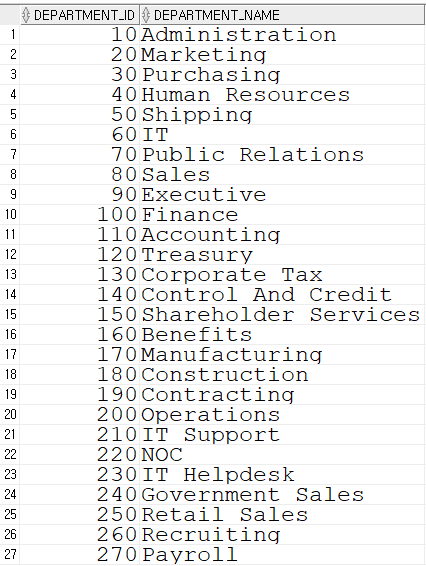 DEPARTMENT_ID DEPARTMENT_NAME
1 10 Administration
2 20 Marketing
3 30 Purchasing
4 40 Human Resources
5 50 Shipping
6 60 IT
7 70 Public Relations
8 80 Sales
9 90 Executive
10 100 Finance
11 110 Accounting
12 120 Treasury
13 130 Corporate Tax
14 140 Control And Credit
15 150 Shareholder Services
16 160 Benefits
17 170 Manufacturing
18 180 Construction
19 190 Contracting
20 200 Operations
21 210 IT Support
22 220 NOC
23 230 IT Helpdesk
24 240 Government Sales
25 250 Retail Sales
26 260 Recruiting
27 270 Payroll